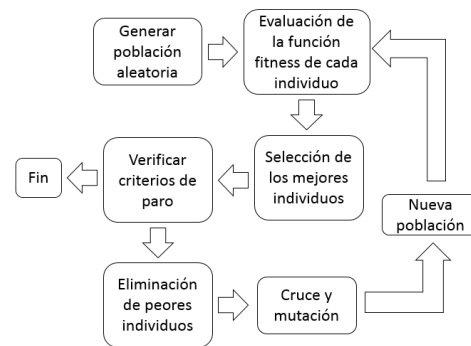 Generar
población
aleatoria
Evaluación de
la función
fitness de cada
individuo
Selección de
los mejores
individuos
Verificar
criterios de
paro
Fin
Eliminación
de peores
individuos
Cruce y
mutación
Nueva
población